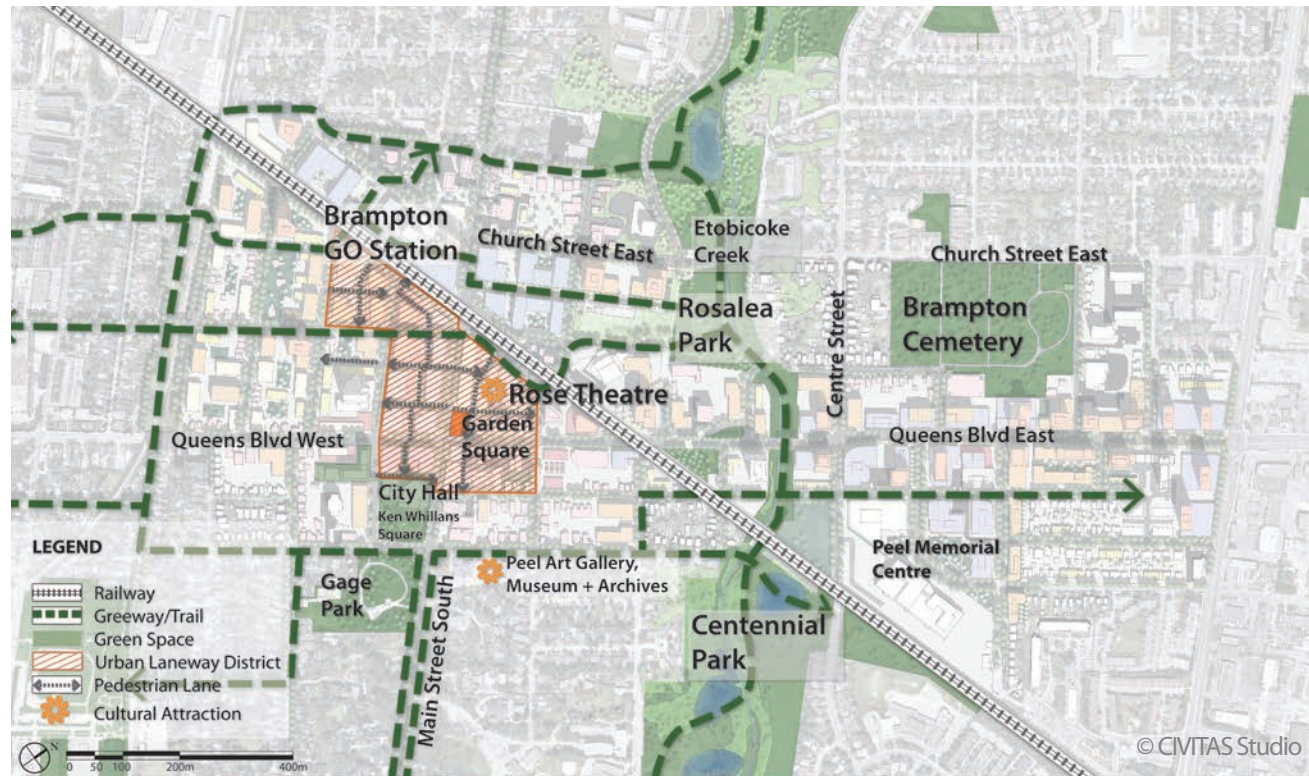 Brampton
GO Station
Church Street East
Etobicoke
Creek
Church Street East
Rosalea
Park
Centre Street
Brampton
Cemetery
Rose Theatre
Garden
Square
Queens Blvd West
Queens Blvd East
City Hall
Ken Whillans
Square
Peel Art Gallery,
Museum + Archives
Peel Memorial
Centre
Gage
Park
Main Street South
Centennial
Park
LEGEND
Railway
Greeway/Trail
Green Space
Urban Laneway District
Pedestrian Lane
Cultural Attraction
N
0 50 100 200m 400m
© CIVITAS Studio